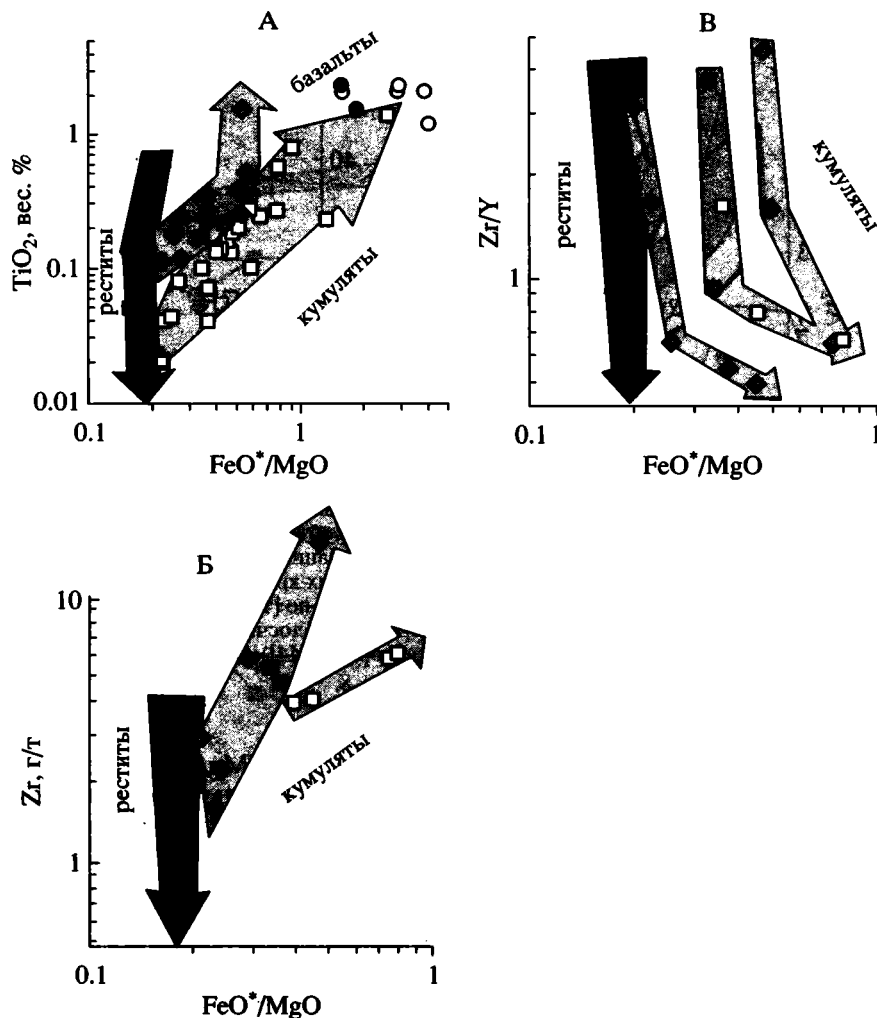 А
базальты
TiO₂, вес. %
1
0.1
0.01
реститы
кумуляты
0.1
1
FeO*/MgO
В
Zr/Y
1
реститы
кумуляты
0.1
1
FeO*/MgO
Б
Zr, г/т
10
1
реститы
кумуляты
0.1
1
FeO*/MgO